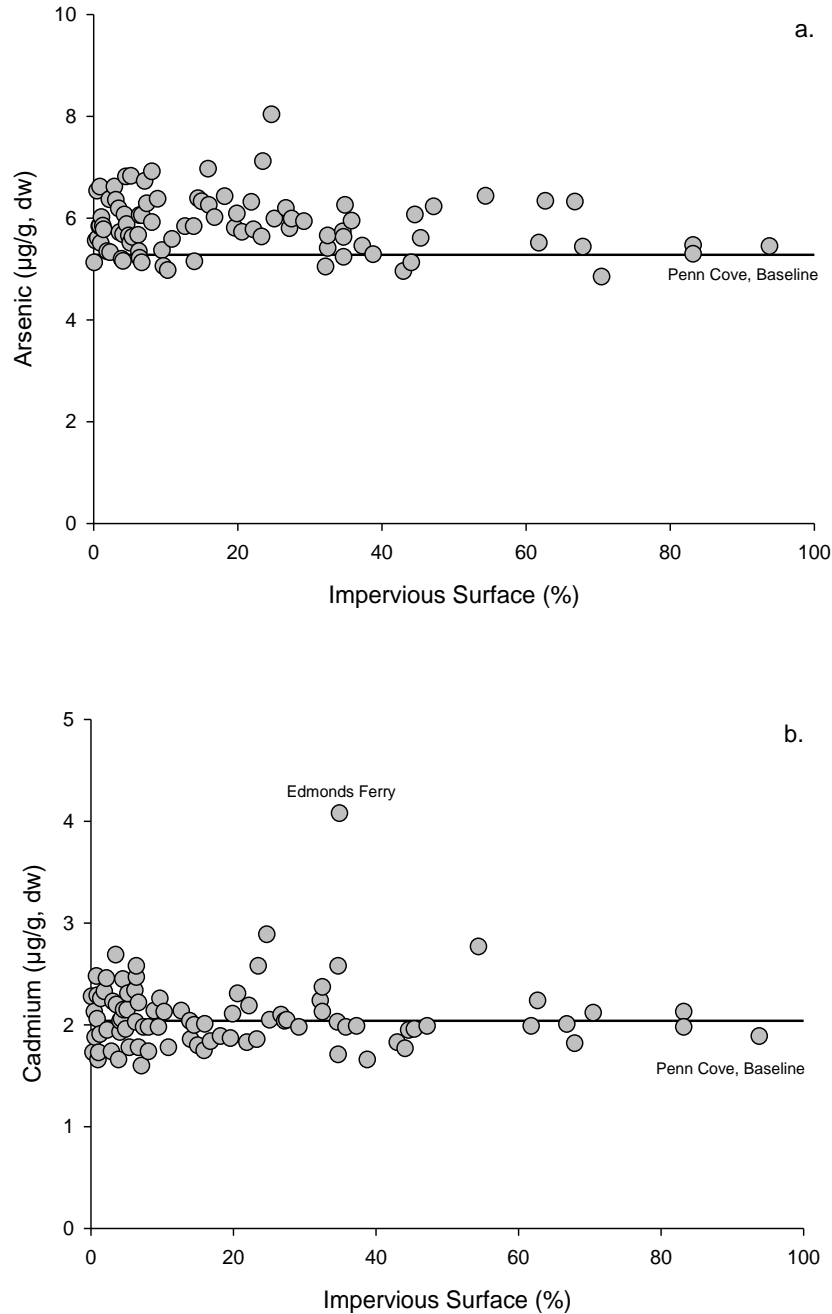 a.
10
8
6
4
2
0
Arsenic (µg/g, dw)
Penn Cove, Baseline
0 20 40 60 80 100
Impervious Surface (%)
b.
5
4
3
2
1
0
Cadmium (µg/g, dw)
Edmonds Ferry
Penn Cove, Baseline
0 20 40 60 80 100
Impervious Surface (%)